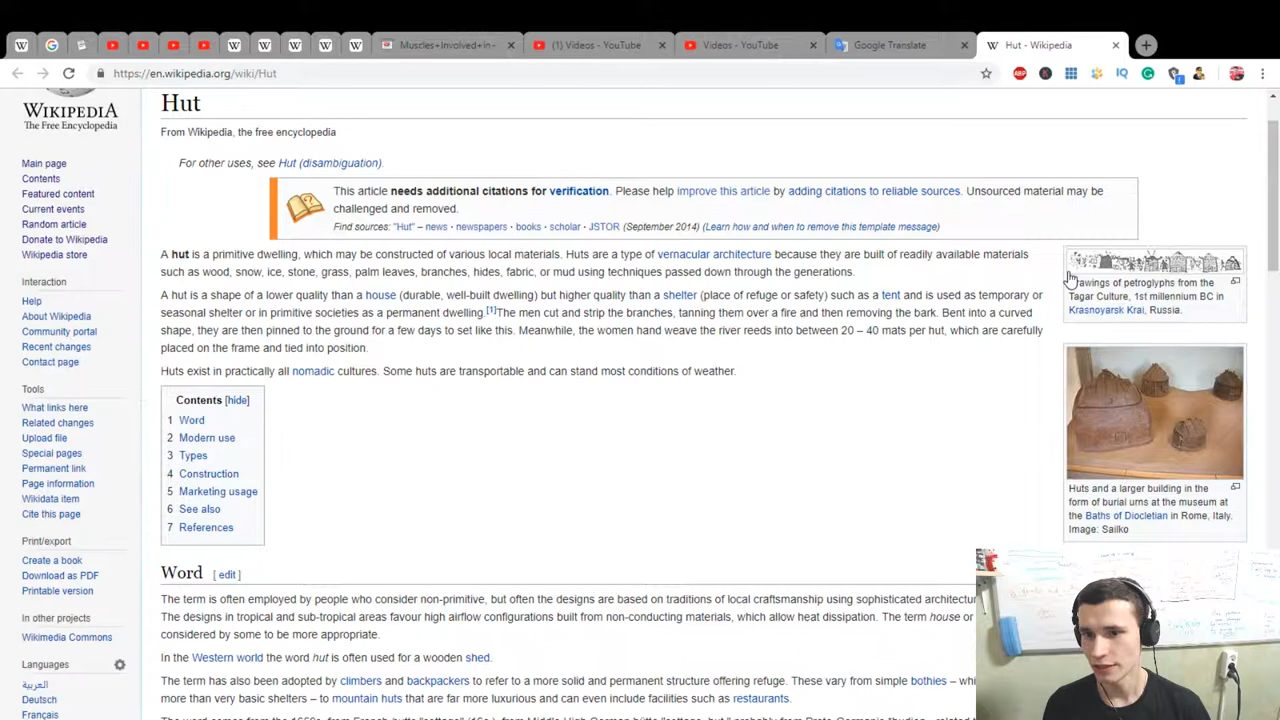 Muscles+Involved+in+
(1) Videos - YouTube
Videos - YouTube
Google Translate
Hut - Wikipedia
https://en.wikipedia.org/wiki/Hut
WIKIPEDIA
The Free Encyclopedia
Main page
Contents
Featured content
Current events
Random article
Donate to Wikipedia
Wikipedia store
Interaction
Help
About Wikipedia
Community portal
Recent changes
Contact page
Tools
What links here
Related changes
Upload file
Special pages
Permanent link
Page information
Wikidata item
Cite this page
Print/export
Create a book
Download as PDF
Printable version
In other projects
Wikimedia Commons
Languages
العربية
Deutsch
Français
Hut
From Wikipedia, the free encyclopedia
For other uses, see Hut (disambiguation).
This article needs additional citations for verification. Please help improve this article by adding citations to reliable sources. Unsourced material may be
challenged and removed.
Find sources: "Hut" – news · newspapers · books · scholar · JSTOR (September 2014) (Learn how and when to remove this template message)
A hut is a primitive dwelling, which may be constructed of various local materials. Huts are a type of vernacular architecture because they are built of readily available materials
such as wood, snow, ice, stone, grass, palm leaves, branches, hides, fabric, or mud using techniques passed down through the generations.
A hut is a shape of a lower quality than a house (durable, well-built dwelling) but higher quality than a shelter (place of refuge or safety) such as a tent and is used as temporary or
seasonal shelter or in primitive societies as a permanent dwelling.[1]The men cut and strip the branches, tanning them over a fire and then removing the bark. Bent into a curved
shape, they are then pinned to the ground for a few days to set like this. Meanwhile, the women hand weave the river reeds into between 20 – 40 mats per hut, which are carefully
placed on the frame and tied into position.
Huts exist in practically all nomadic cultures. Some huts are transportable and can stand most conditions of weather.
Contents [hide]
1 Word
2 Modern use
3 Types
4 Construction
5 Marketing usage
6 See also
7 References
rawings of petroglyphs from the
Tagar Culture, 1st millennium BC in
Krasnoyarsk Krai, Russia.
Huts and a larger building in the
form of burial urns at the museum at
the Baths of Diocletian in Rome, Italy.
Image: Sailko
Word [ edit ]
The term is often employed by people who consider non-primitive, but often the designs are based on traditions of local craftsmanship using sophisticated architectu
The designs in tropical and sub-tropical areas favour high airflow configurations built from non-conducting materials, which allow heat dissipation. The term house or
considered by some to be more appropriate.
In the Western world the word hut is often used for a wooden shed.
The term has also been adopted by climbers and backpackers to refer to a more solid and permanent structure offering refuge. These vary from simple bothies – whi
more than very basic shelters – to mountain huts that are far more luxurious and can even include facilities such as restaurants.